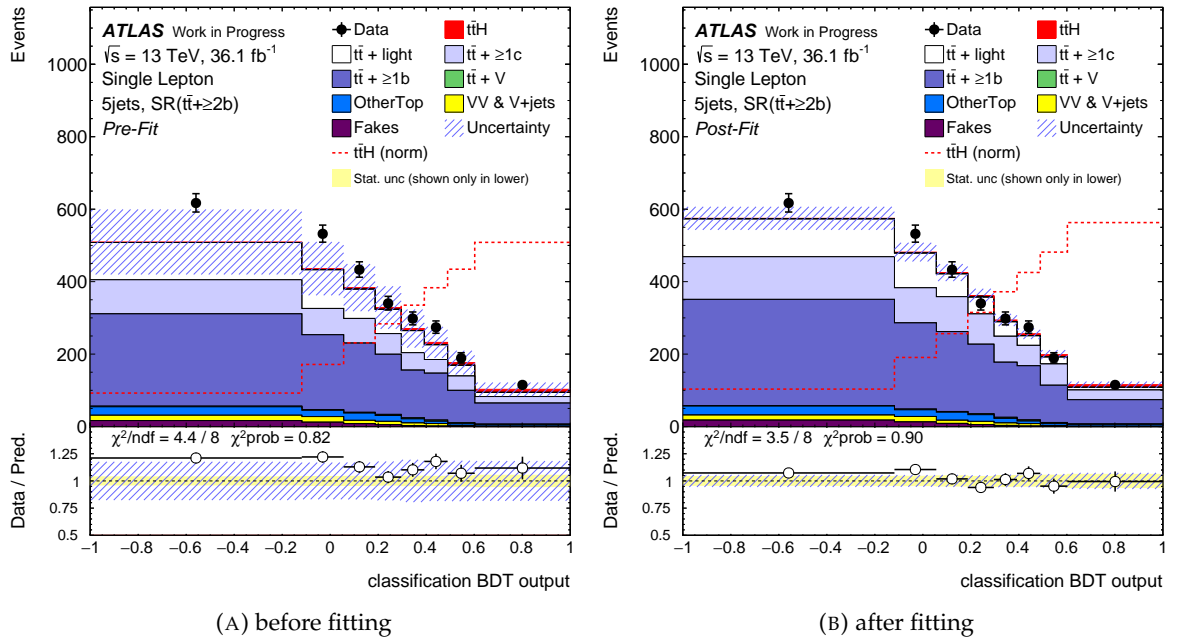 Events
ATLAS Work in Progress
√s = 13 TeV, 36.1 fb⁻¹
Single Lepton
5jets, SR(tt̄+≥2b)
Pre-Fit
Data
tt̄H
tt̄ + light
tt̄ + ≥1c
tt̄ + ≥1b
tt̄ + V
OtherTop
VV & V+jets
Fakes
Uncertainty
tt̄H (norm)
Stat. unc (shown only in lower)
1000
800
600
400
200
0
χ²/ndf = 4.4 / 8 χ²prob = 0.82
Data / Pred.
1.25
1
0.75
0.5
−1 −0.8 −0.6 −0.4 −0.2 0 0.2 0.4 0.6 0.8 1
classification BDT output
(A) before fitting
Events
ATLAS Work in Progress
√s = 13 TeV, 36.1 fb⁻¹
Single Lepton
5jets, SR(tt̄+≥2b)
Post-Fit
Data
tt̄H
tt̄ + light
tt̄ + ≥1c
tt̄ + ≥1b
tt̄ + V
OtherTop
VV & V+jets
Fakes
Uncertainty
tt̄H (norm)
Stat. unc (shown only in lower)
1000
800
600
400
200
0
χ²/ndf = 3.5 / 8 χ²prob = 0.90
Data / Pred.
1.25
1
0.75
0.5
−1 −0.8 −0.6 −0.4 −0.2 0 0.2 0.4 0.6 0.8 1
classification BDT output
(B) after fitting